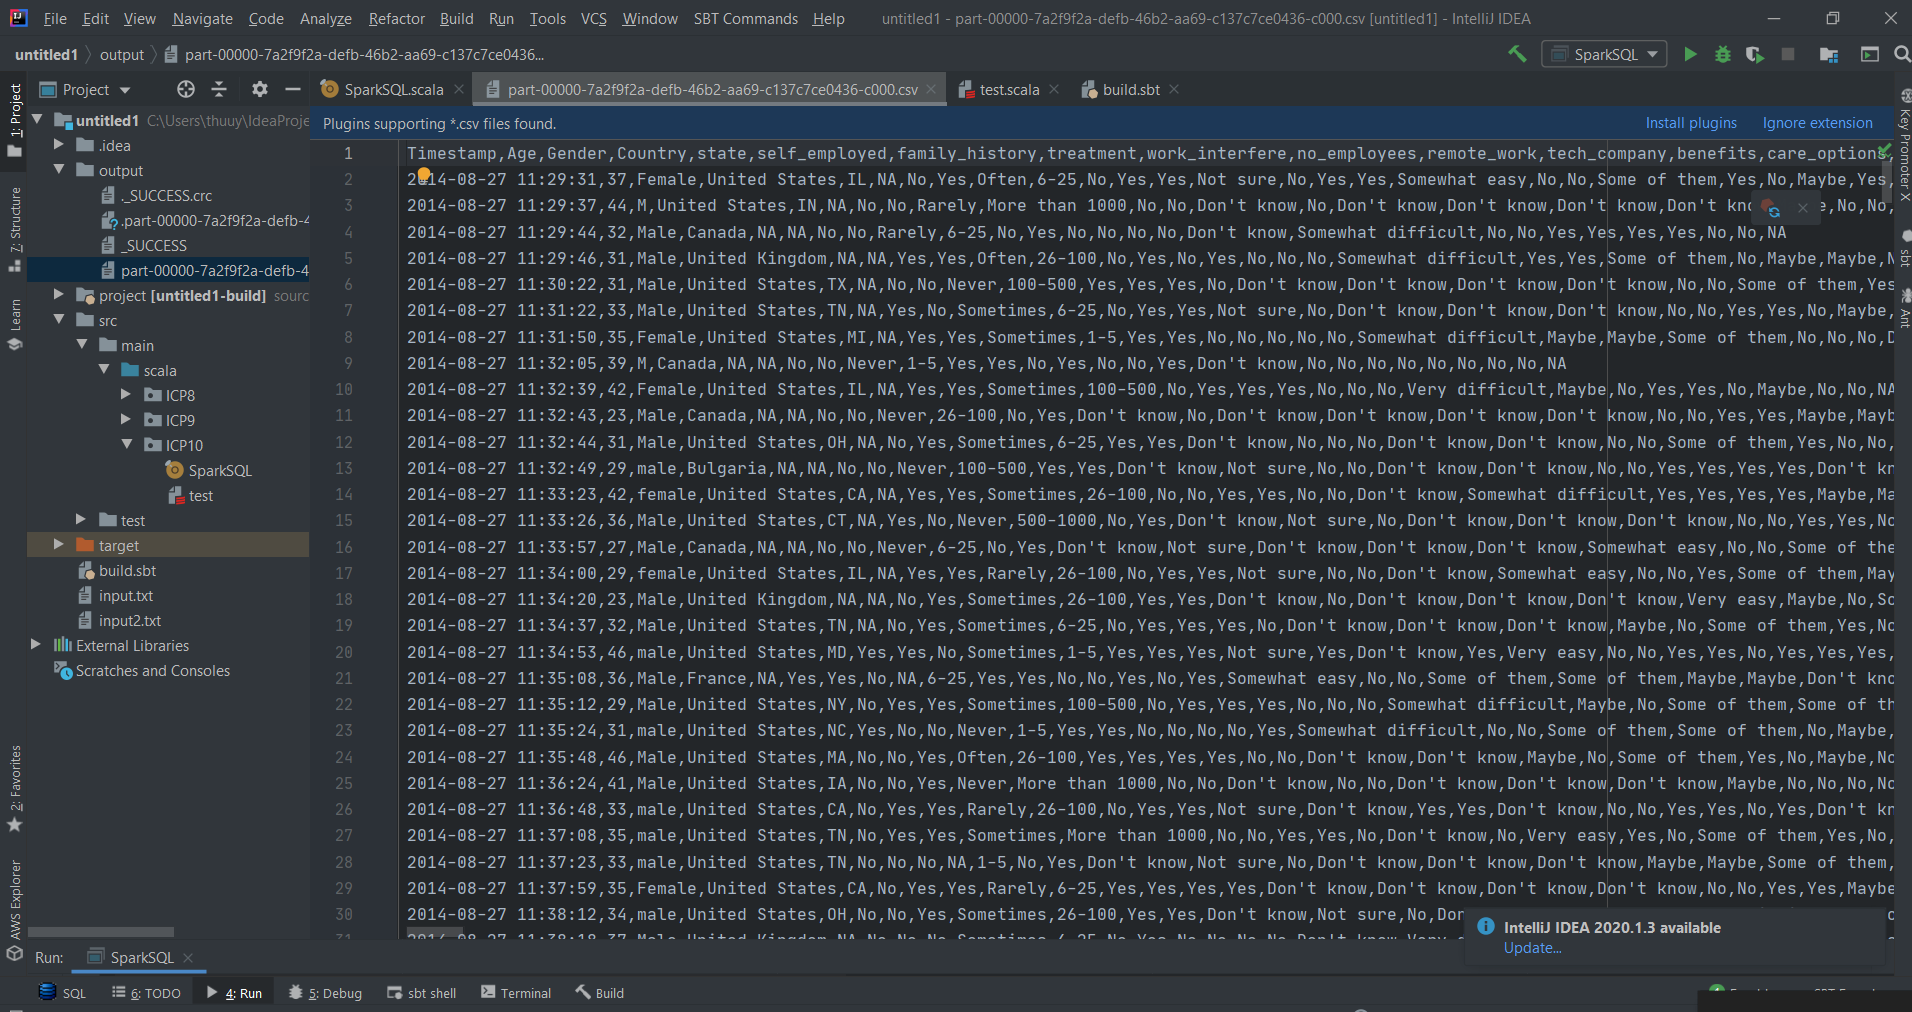 File Edit View Navigate Code Analyze Refactor Build Run Tools VCS Window SBT Commands Help untitled1 - part-00000-7a2f9f2a-defb-46b2-aa69-c137c7ce0436-c000.csv [untitled1] - IntelliJ IDEA
untitled1 output part-00000-7a2f9f2a-defb-46b2-aa69-c137c7ce0436... SparkSQL
Project SparkSQL.scala part-00000-7a2f9f2a-defb-46b2-aa69-c137c7ce0436-c000.csv test.scala build.sbt
1: Project
7: Structure
Learn
2: Favorites
AWS Explorer
untitled1 C:\Users\thuuy\IdeaProje
.idea
output
._SUCCESS.crc
.part-00000-7a2f9f2a-defb-4
_SUCCESS
part-00000-7a2f9f2a-defb-4
project [untitled1-build] sourc
src
main
scala
ICP8
ICP9
ICP10
SparkSQL
test
test
target
build.sbt
input.txt
input2.txt
External Libraries
Scratches and Consoles
Plugins supporting *.csv files found. Install plugins Ignore extension
1 Timestamp,Age,Gender,Country,state,self_employed,family_history,treatment,work_interfere,no_employees,remote_work,tech_company,benefits,care_options,
2 2014-08-27 11:29:31,37,Female,United States,IL,NA,No,Yes,Often,6-25,No,Yes,Yes,Not sure,No,Yes,Yes,Somewhat easy,No,No,Some of them,Yes,No,Maybe,Yes,
3 2014-08-27 11:29:37,44,M,United States,IN,NA,No,No,Rarely,More than 1000,No,No,Don't know,No,Don't know,Don't know,Don't know,Don't kno e,No,No,
4 2014-08-27 11:29:44,32,Male,Canada,NA,NA,No,No,Rarely,6-25,No,Yes,No,No,No,No,Don't know,Somewhat difficult,No,No,Yes,Yes,Yes,Yes,No,No,NA
5 2014-08-27 11:29:46,31,Male,United Kingdom,NA,NA,Yes,Yes,Often,26-100,No,Yes,No,Yes,No,No,No,Somewhat difficult,Yes,Yes,Some of them,No,Maybe,Maybe,N
6 2014-08-27 11:30:22,31,Male,United States,TX,NA,No,No,Never,100-500,Yes,Yes,Yes,No,Don't know,Don't know,Don't know,Don't know,No,No,Some of them,Yes
7 2014-08-27 11:31:22,33,Male,United States,TN,NA,Yes,No,Sometimes,6-25,No,Yes,Yes,Not sure,No,Don't know,Don't know,Don't know,No,No,Yes,Yes,No,Maybe,
8 2014-08-27 11:31:50,35,Female,United States,MI,NA,Yes,Yes,Sometimes,1-5,Yes,Yes,No,No,No,No,No,Somewhat difficult,Maybe,Maybe,Some of them,No,No,No,D
9 2014-08-27 11:32:05,39,M,Canada,NA,NA,No,No,Never,1-5,Yes,Yes,No,Yes,No,No,Yes,Don't know,No,No,No,No,No,No,No,No,NA
10 2014-08-27 11:32:39,42,Female,United States,IL,NA,Yes,Yes,Sometimes,100-500,No,Yes,Yes,Yes,No,No,No,Very difficult,Maybe,No,Yes,Yes,No,Maybe,No,No,NA
11 2014-08-27 11:32:43,23,Male,Canada,NA,NA,No,No,Never,26-100,No,Yes,Don't know,No,Don't know,Don't know,Don't know,Don't know,No,No,Yes,Yes,Maybe,Mayb
12 2014-08-27 11:32:44,31,Male,United States,OH,NA,No,Yes,Sometimes,6-25,Yes,Yes,Don't know,No,No,No,Don't know,Don't know,No,No,Some of them,Yes,No,No,
13 2014-08-27 11:32:49,29,male,Bulgaria,NA,NA,No,No,Never,100-500,Yes,Yes,Don't know,Not sure,No,No,Don't know,Don't know,No,No,Yes,Yes,Yes,Yes,Don't kn
14 2014-08-27 11:33:23,42,female,United States,CA,NA,Yes,Yes,Sometimes,26-100,No,No,Yes,Yes,No,No,Don't know,Somewhat difficult,Yes,Yes,Yes,Yes,Maybe,Ma
15 2014-08-27 11:33:26,36,Male,United States,CT,NA,Yes,No,Never,500-1000,No,Yes,Don't know,Not sure,No,Don't know,Don't know,Don't know,No,No,Yes,Yes,No
16 2014-08-27 11:33:57,27,Male,Canada,NA,NA,No,No,Never,6-25,No,Yes,Don't know,Not sure,Don't know,Don't know,Don't know,Somewhat easy,No,No,Some of the
17 2014-08-27 11:34:00,29,female,United States,IL,NA,Yes,Yes,Rarely,26-100,No,Yes,Yes,Not sure,No,No,Don't know,Somewhat easy,No,No,Yes,Some of them,May
18 2014-08-27 11:34:20,23,Male,United Kingdom,NA,NA,No,Yes,Sometimes,26-100,Yes,Yes,Don't know,No,Don't know,Don't know,Don't know,Very easy,Maybe,No,So
19 2014-08-27 11:34:37,32,Male,United States,TN,NA,No,Yes,Sometimes,6-25,No,Yes,Yes,Yes,No,Don't know,Don't know,Don't know,Maybe,No,Some of them,Yes,No
20 2014-08-27 11:34:53,46,male,United States,MD,Yes,Yes,No,Sometimes,1-5,Yes,Yes,Yes,Not sure,Yes,Don't know,Yes,Very easy,No,No,Yes,Yes,No,Yes,Yes,Yes,
21 2014-08-27 11:35:08,36,Male,France,NA,Yes,Yes,No,NA,6-25,Yes,Yes,No,No,Yes,No,Yes,Somewhat easy,No,No,Some of them,Some of them,Maybe,Maybe,Don't kno
22 2014-08-27 11:35:12,29,Male,United States,NY,No,Yes,Yes,Sometimes,100-500,No,Yes,Yes,Yes,No,No,No,Somewhat difficult,Maybe,No,Some of them,Some of th
23 2014-08-27 11:35:24,31,male,United States,NC,Yes,No,No,Never,1-5,Yes,Yes,No,No,No,No,Yes,Somewhat difficult,No,No,Some of them,Some of them,No,Maybe,
24 2014-08-27 11:35:48,46,Male,United States,MA,No,No,Yes,Often,26-100,Yes,Yes,Yes,Yes,No,No,Don't know,Don't know,Maybe,No,Some of them,Yes,No,Maybe,
25 2014-08-27 11:36:24,41,Male,United States,IA,No,No,Yes,Never,More than 1000,No,No,Don't know,No,No,Don't know,Don't know,Don't know,Maybe,No,No,No,No
26 2014-08-27 11:36:48,33,male,United States,CA,No,Yes,Yes,Rarely,26-100,No,Yes,Yes,Not sure,Don't know,Yes,Yes,Don't know,No,No,Yes,Yes,No,Yes,Don't kn
27 2014-08-27 11:37:08,35,male,United States,TN,No,Yes,Yes,Sometimes,More than 1000,No,No,Yes,Yes,No,Don't know,No,Very easy,Yes,No,Some of them,Yes,No,
28 2014-08-27 11:37:23,33,male,United States,TN,No,No,No,NA,1-5,No,Yes,Don't know,Not sure,No,Don't know,Don't know,Don't know,Maybe,Maybe,Some of them,
29 2014-08-27 11:37:59,35,Female,United States,CA,No,Yes,Yes,Rarely,6-25,Yes,Yes,Yes,Yes,Don't know,Don't know,Don't know,Don't know,No,No,Yes,Yes,Maybe
30 2014-08-27 11:38:12,34,male,United States,OH,No,No,Yes,Sometimes,26-100,Yes,Yes,Don't know,Not sure,No,Don
Key Promoter X
sbt
Ant
IntelliJ IDEA 2020.1.3 available
Update...
Run: SparkSQL
SQL 6: TODO 4: Run 5: Debug sbt shell Terminal Build